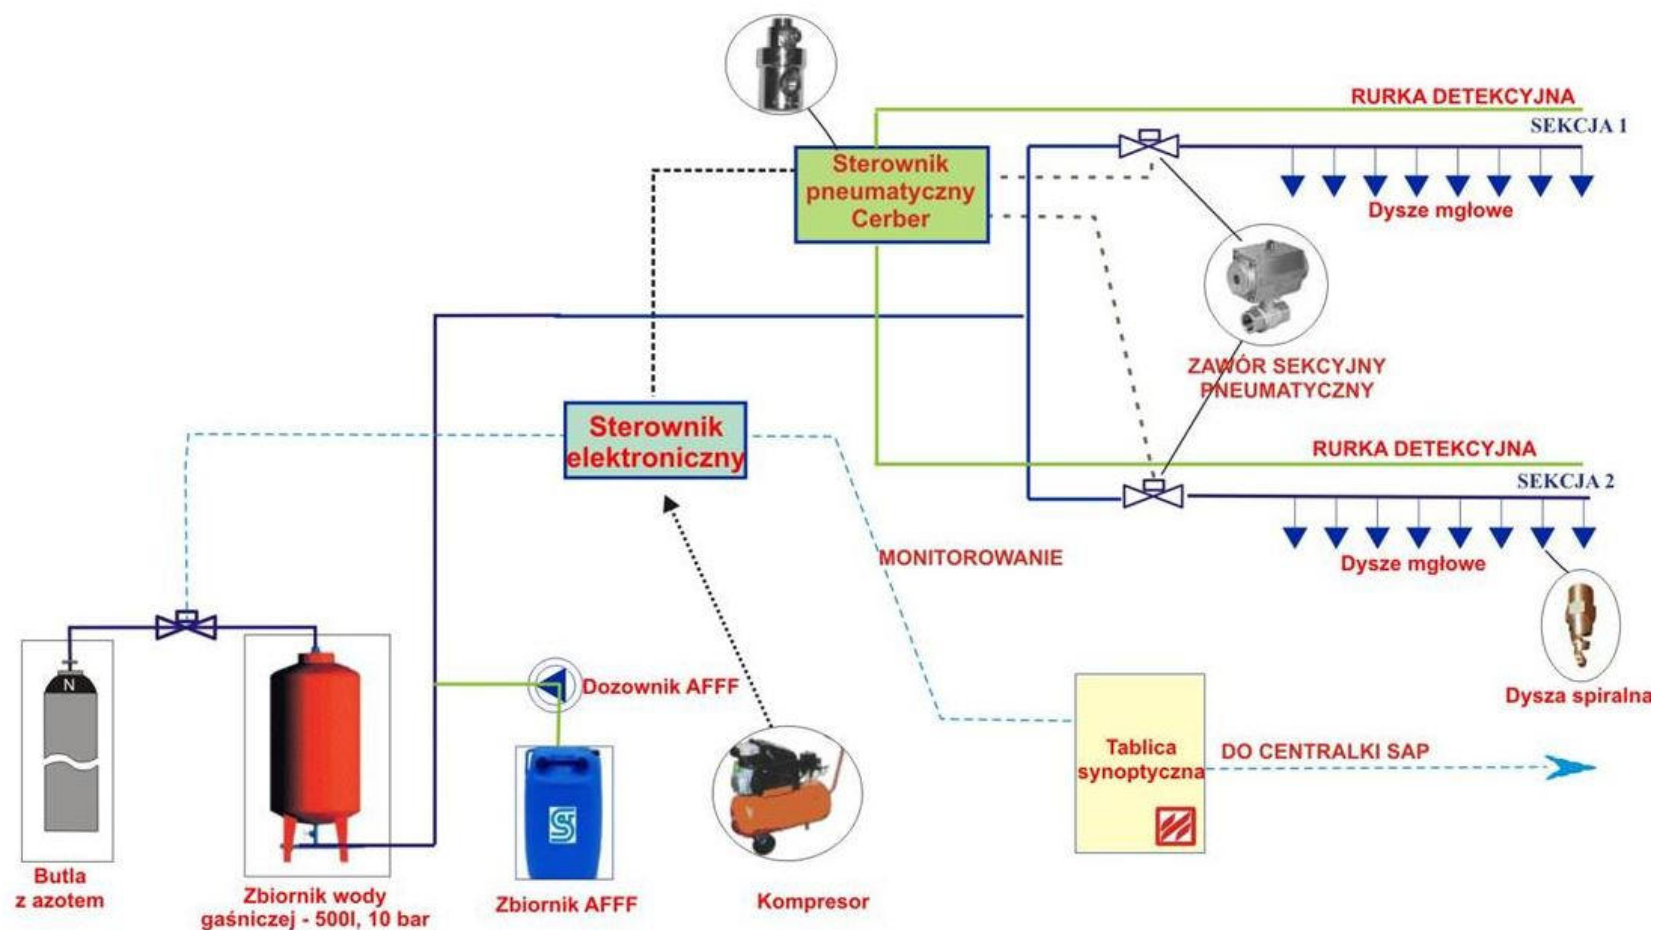 RURKA DETEKCYJNA
SEKCJA 1
Sterownik
pneumatyczny
Cerber
Dysze mgłowe
ZAWÓR SEKCYJNY
PNEUMATYCZNY
Sterownik
elektroniczny
RURKA DETEKCYJNA
SEKCJA 2
MONITOROWANIE
Dysze mgłowe
N
Dozownik AFFF
Dysza spiralna
Tablica
synoptyczna
DO CENTRALKI SAP
Butla
z azotem
Zbiornik wody
gaśniczej - 500l, 10 bar
Zbiornik AFFF
Kompresor